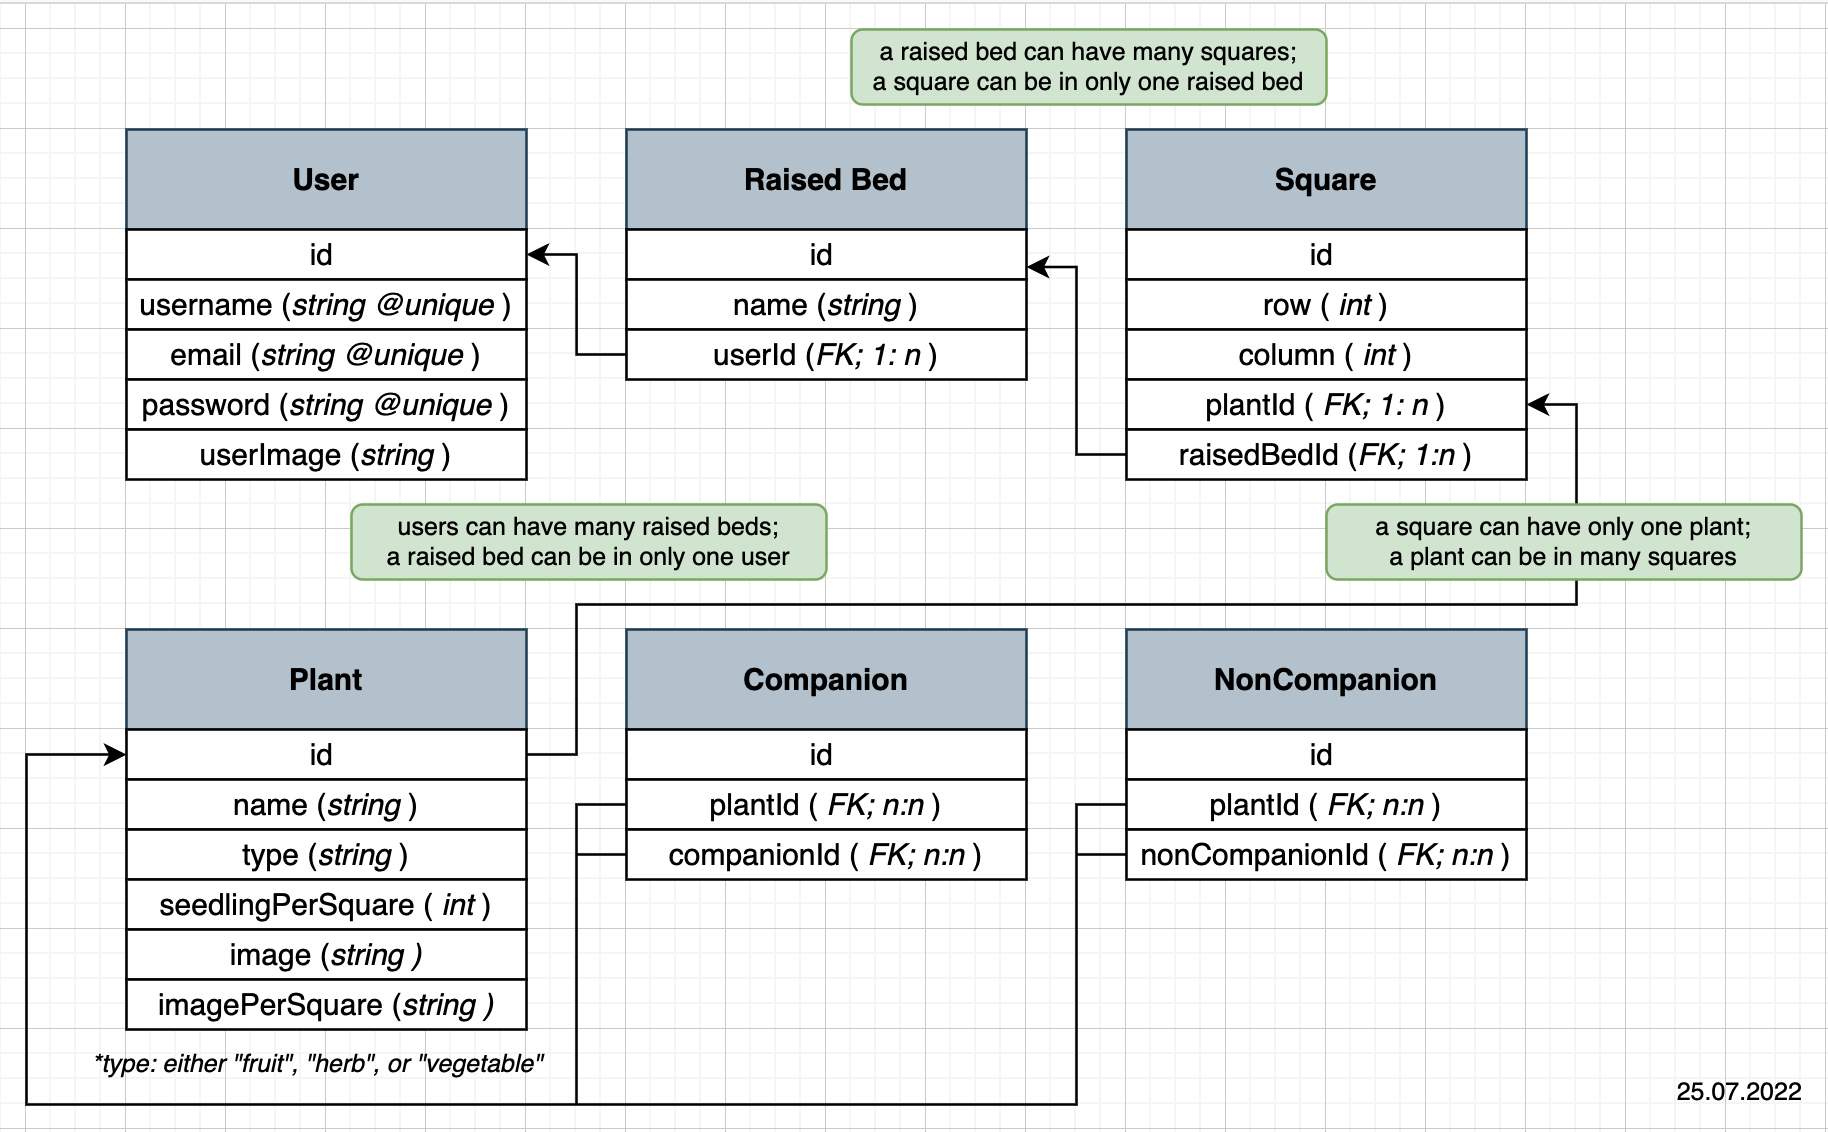 a raised bed can have many squares;
a square can be in only one raised bed
User
id
username (string @unique )
email (string @unique )
password (string @unique )
userImage (string )
Raised Bed
id
name (string )
userId (FK; 1: n )
Square
id
row ( int )
column ( int )
plantId ( FK; 1: n )
raisedBedId (FK; 1:n )
users can have many raised beds;
a raised bed can be in only one user
a square can have only one plant;
a plant can be in many squares
Plant
id
name (string )
type (string )
seedlingPerSquare ( int )
image (string )
imagePerSquare (string )
*type: either "fruit", "herb", or "vegetable"
Companion
id
plantId ( FK; n:n )
companionId ( FK; n:n )
NonCompanion
id
plantId ( FK; n:n )
nonCompanionId ( FK; n:n )
25.07.2022